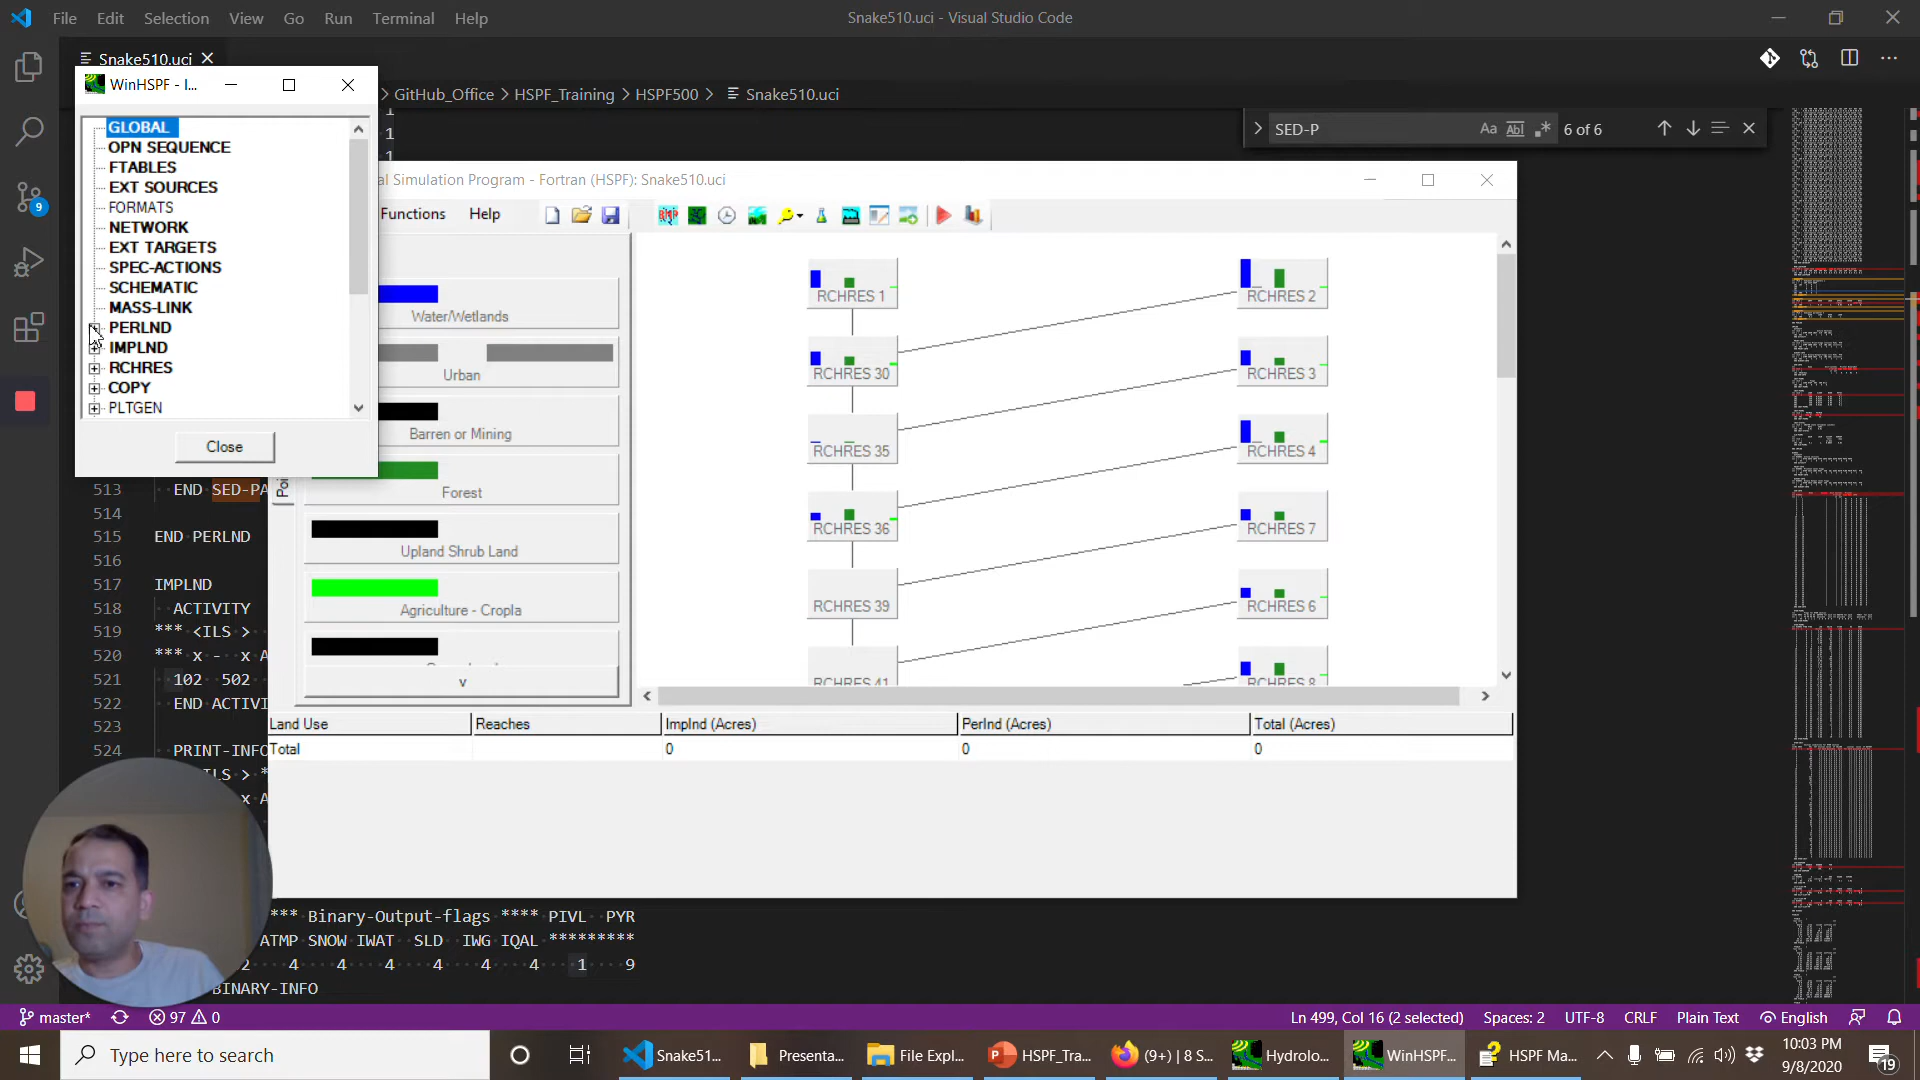 File Edit Selection View Go Run Terminal Help
Snake510.uci - Visual Studio Code
Snake510.uci
GitHub_Office > HSPF_Training > HSPF500 > Snake510.uci
SED-P
6 of 6
WinHSPF - I...
GLOBAL
OPN SEQUENCE
FTABLES
EXT SOURCES
FORMATS
NETWORK
EXT TARGETS
SPEC-ACTIONS
SCHEMATIC
MASS-LINK
PERLND
IMPLND
RCHRES
COPY
PLTGEN
Close
al Simulation Program - Fortran (HSPF): Snake510.uci
Functions Help
Water/Wetlands
Urban
Barren or Mining
Forest
Upland Shrub Land
Agriculture - Cropla
v
RCHRES 1
RCHRES 2
RCHRES 30
RCHRES 3
RCHRES 35
RCHRES 4
RCHRES 36
RCHRES 7
RCHRES 39
RCHRES 6
RCHRES 41
RCHRES 8
Land Use Reaches Implnd (Acres) Perlnd (Acres) Total (Acres)
Total 0 0 0
513 END SED-PA
514
515 END PERLND
516
517 IMPLND
518 ACTIVITY
519 *** <ILS >
520 *** x - x A
521 102 502
522 END ACTIVI
523
524 PRINT-INFO
ILS > *
x A
*** Binary-Output-flags **** PIVL PYR
ATMP SNOW IWAT SLD IWG IQAL *********
2 4 4 4 4 4 4 1 9
BINARY-INFO
master* 97 0
Ln 499, Col 16 (2 selected) Spaces: 2 UTF-8 CRLF Plain Text English
9
Type here to search
Snake51...
Presenta...
File Expl...
HSPF_Tra...
(9+) | 8 S...
Hydrolo...
WinHSPF...
HSPF Ma...
10:03 PM
9/8/2020
19